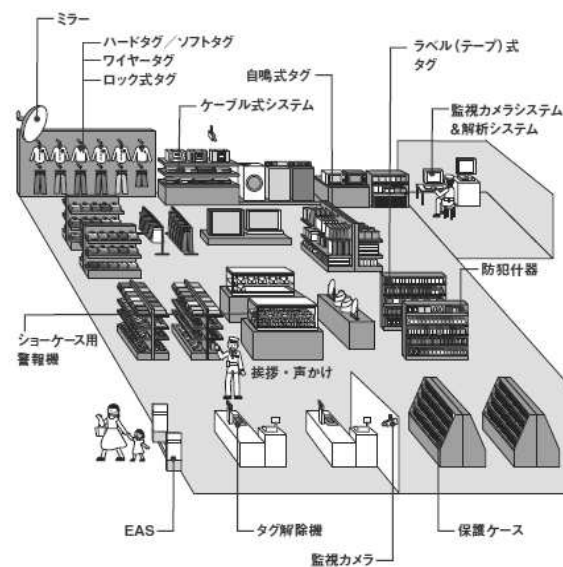 ミラー
ハードタグ/ソフトタグ
ワイヤータグ
ロック式タグ
ケーブル式システム
自鳴式タグ
ラベル(テープ)式
タグ
監視カメラシステム
&解析システム
防犯什器
ショーケース用
警報機
挨拶・声かけ
EAS
タグ解除機
監視カメラ
保護ケース